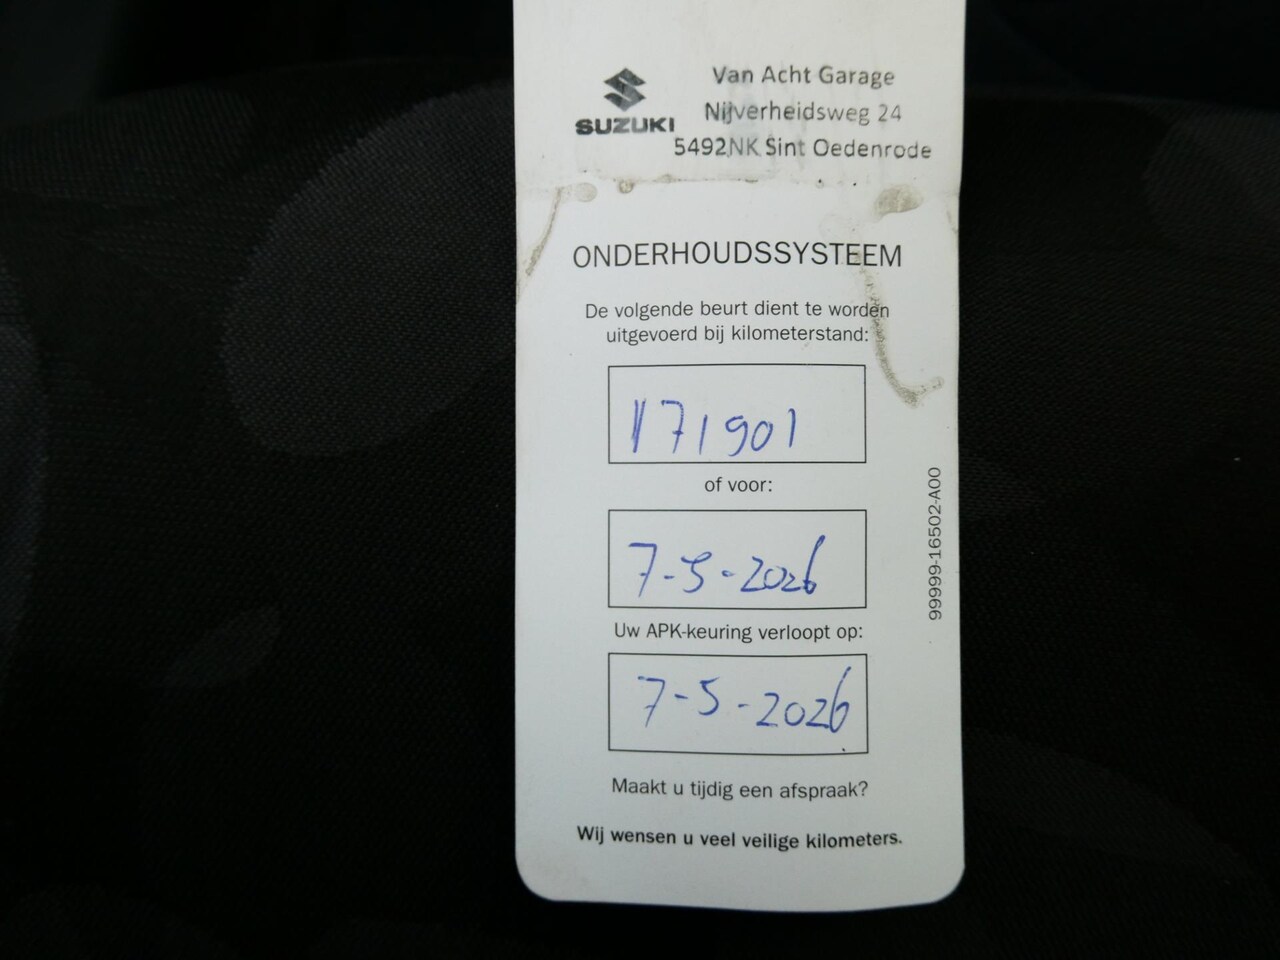 SUZUKI
Van Acht Garage
Nijverheidsweg 24
5492NK Sint Oedenrode
ONDERHOUDSSYSTEEM
De volgende beurt dient te worden
uitgevoerd bij kilometerstand:
171901
of voor:
7-5-2026
Uw APK-keuring verloopt op:
7-5-2026
Maakt u tijdig een afspraak?
Wij wensen u veel veilige kilometers.
99999-16502-A00